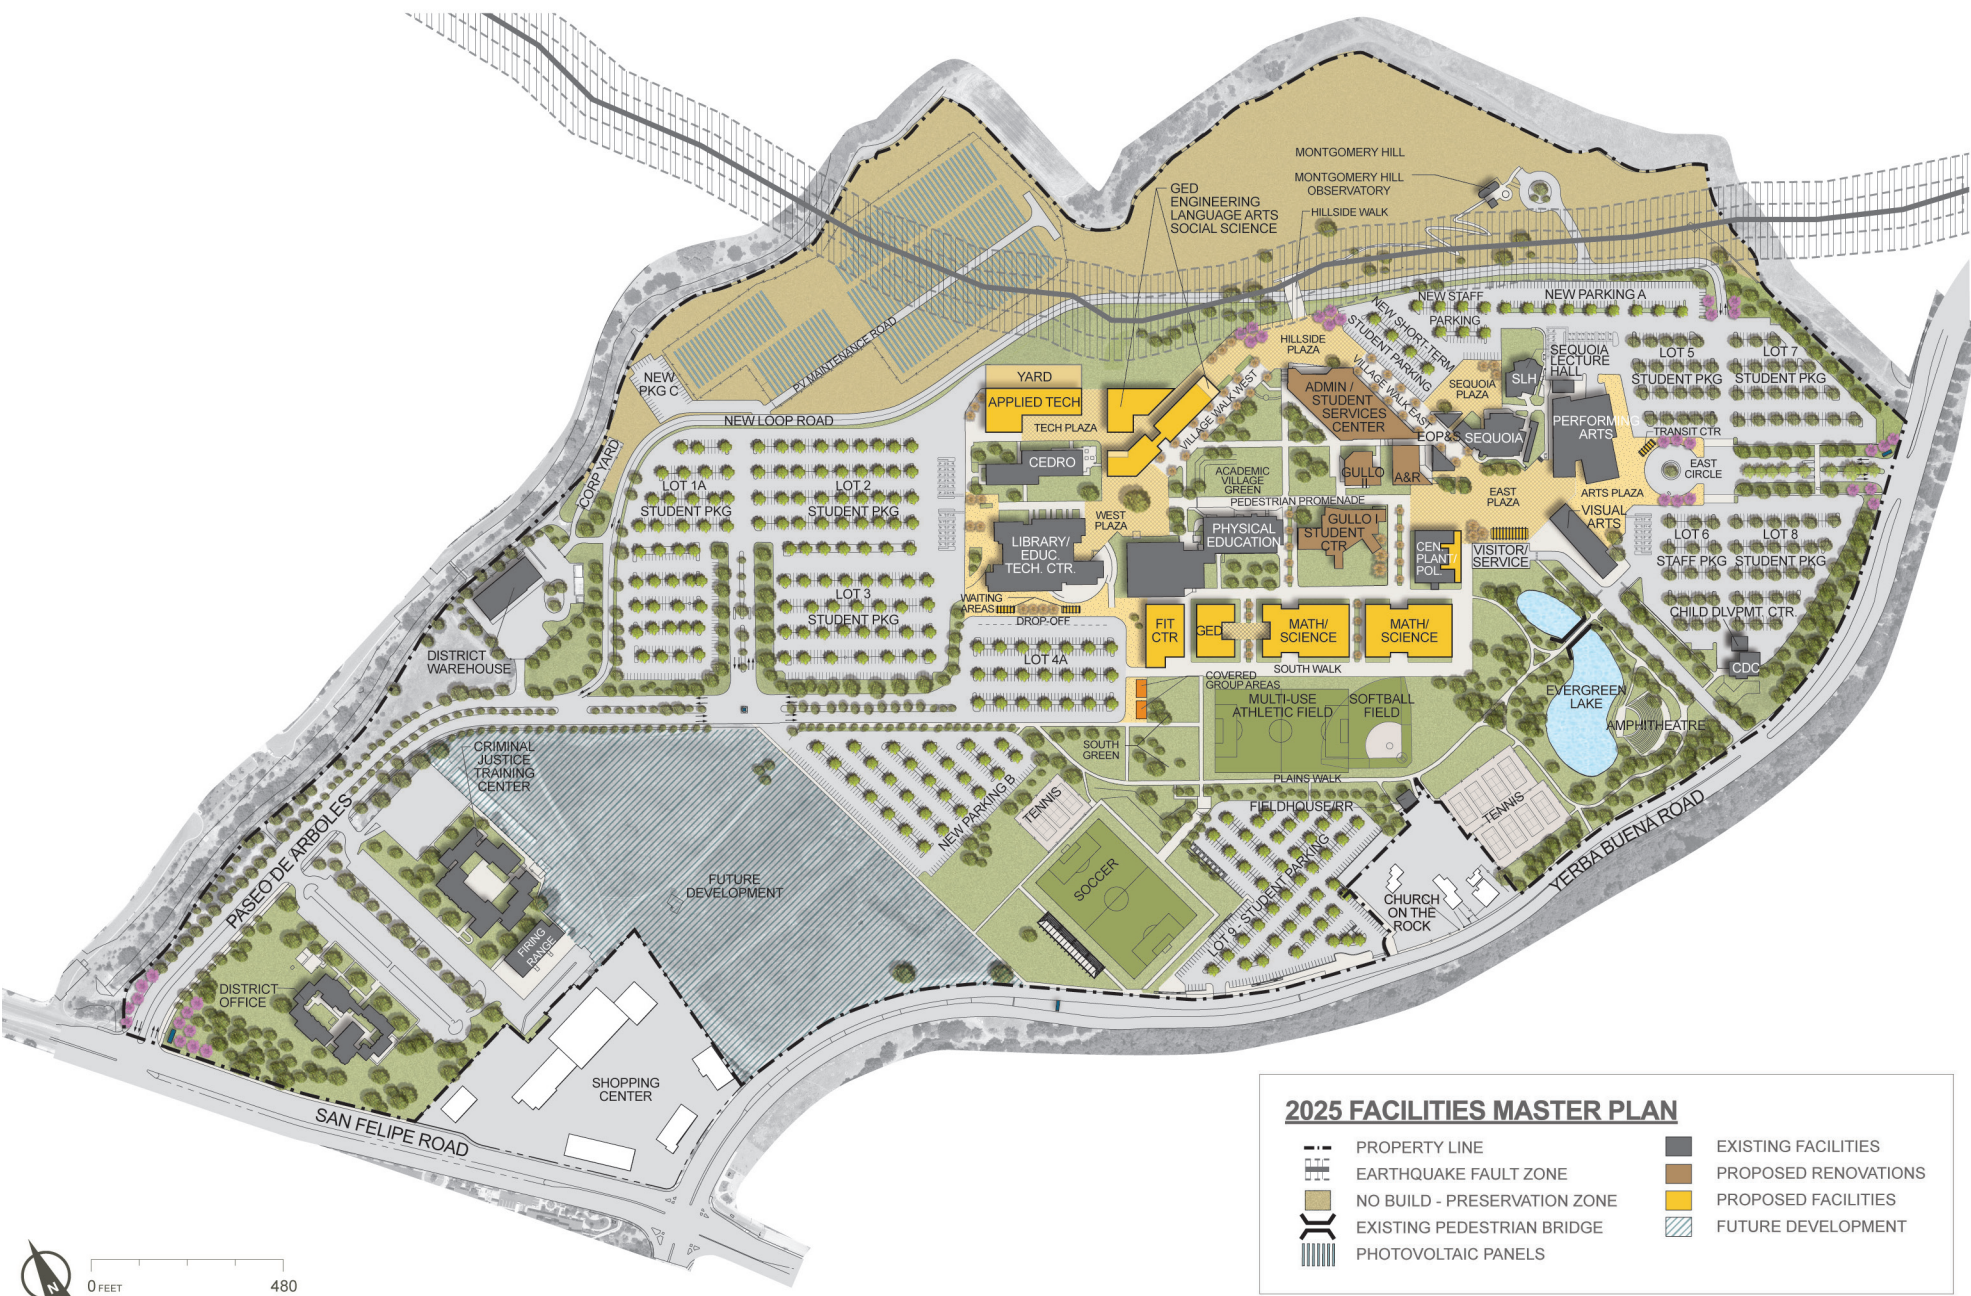 MONTGOMERY HILL
MONTGOMERY HILL
OBSERVATORY
GED
ENGINEERING
LANGUAGE ARTS
SOCIAL SCIENCE
HILLSIDE WALK
NEW STAFF
PARKING
NEW PARKING A
NEW SHORT-TERM
STUDENT PARKING
HILLSIDE
PLAZA
PV MAINTENANCE ROAD
NEW
PKG C
NEW LOOP ROAD
CORP YARD
YARD
APPLIED TECH
TECH PLAZA
CEDRO
VILLAGE WALK WEST
VILLAGE WALK EAST
ADMIN /
STUDENT
SERVICES
CENTER
SEQUOIA
PLAZA
SLH
SEQUOIA
LECTURE
HALL
LOT 5
STUDENT PKG
LOT 7
STUDENT PKG
EOP&S
SEQUOIA
PERFORMING
ARTS
TRANSIT CTR
EAST
CIRCLE
ARTS PLAZA
GULLO
II
A&R
ACADEMIC
VILLAGE
GREEN
PEDESTRIAN PROMENADE
EAST
PLAZA
LOT 1A
STUDENT PKG
LOT 2
STUDENT PKG
WEST
PLAZA
LIBRARY/
EDUC.
TECH. CTR.
PHYSICAL
EDUCATION
GULLO I
STUDENT
CTR
CEN
PLANT/
POL.
VISITOR/
SERVICE
VISUAL
ARTS
LOT 6
STAFF PKG
LOT 8
STUDENT PKG
LOT 3
STUDENT PKG
WAITING
AREAS
DROP-OFF
LOT 4A
FIT
CTR
GED
MATH/
SCIENCE
MATH/
SCIENCE
SOUTH WALK
CHILD DLVPMT. CTR.
CDC
DISTRICT
WAREHOUSE
COVERED
GROUP AREAS
MULTI-USE
ATHLETIC FIELD
SOFTBALL
FIELD
EVERGREEN
LAKE
AMPHITHEATRE
SOUTH
GREEN
PLAINS WALK
FIELDHOUSE/RR
CRIMINAL
JUSTICE
TRAINING
CENTER
NEW PARKING B
TENNIS
TENNIS
PASEO DE ARBOLES
YERBA BUENA ROAD
FUTURE
DEVELOPMENT
SOCCER
LOT 9 - STUDENT PARKING
CHURCH
ON THE
ROCK
FIRING
RANGE
DISTRICT
OFFICE
SHOPPING
CENTER
SAN FELIPE ROAD
2025 FACILITIES MASTER PLAN
PROPERTY LINE
EARTHQUAKE FAULT ZONE
NO BUILD - PRESERVATION ZONE
EXISTING PEDESTRIAN BRIDGE
PHOTOVOLTAIC PANELS
EXISTING FACILITIES
PROPOSED RENOVATIONS
PROPOSED FACILITIES
FUTURE DEVELOPMENT
N
0 FEET
480